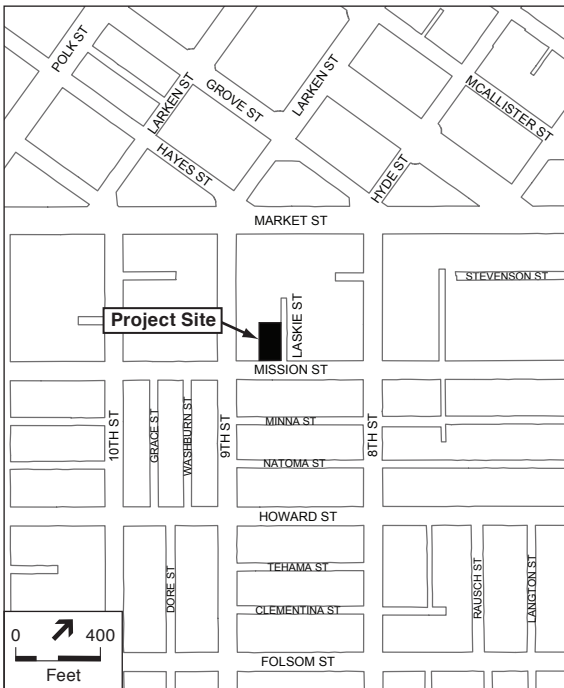 POLK ST
LARKEN ST
GROVE ST
LARKEN ST
MCALLISTER ST
HAYES ST
HYDE ST
MARKET ST
STEVENSON ST
Project Site
LASKIE ST
MISSION ST
10TH ST
GRACE ST
WASHBURN ST
9TH ST
MINNA ST
8TH ST
NATOMA ST
HOWARD ST
DORE ST
TEHAMA ST
CLEMENTINA ST
RAUSCH ST
LANGTON ST
FOLSOM ST
0 400
Feet